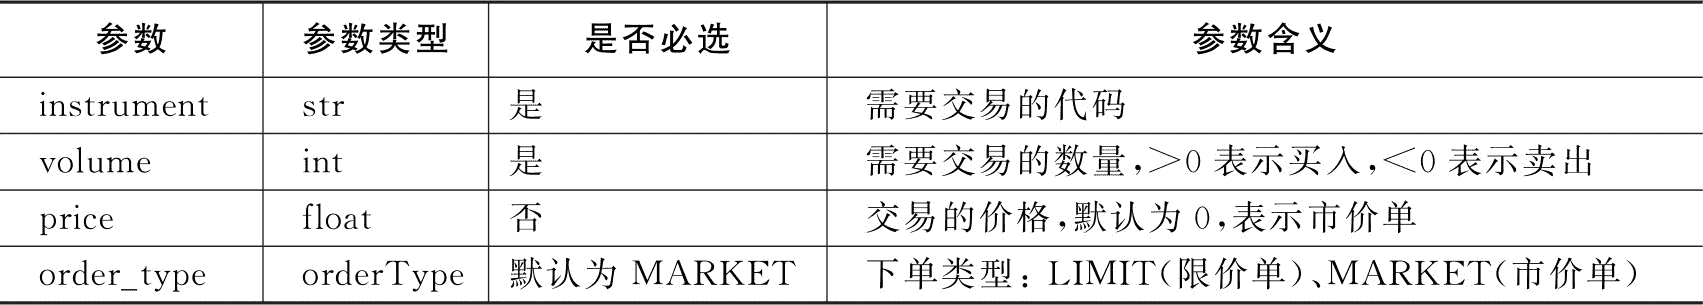 参数 参数类型 是否必选 参数含义
instrument str 是 需要交易的代码
volume int 是 需要交易的数量,>0 表示买入,<0 表示卖出
price float 否 交易的价格,默认为 0,表示市价单
order_type orderType 默认为 MARKET 下单类型: LIMIT(限价单)、MARKET(市价单)